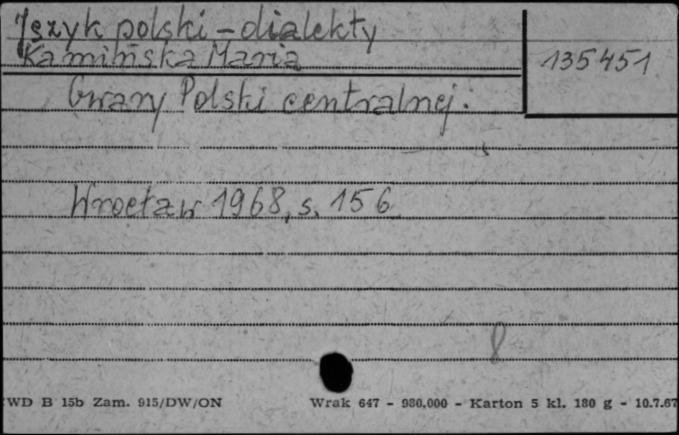 Język polski - dialekty
Kamińska Maria
135451
Gwary Polski centralnej.
Wrocław 1968, s. 156
8
WD B 15b Zam. 915/DW/ON Wrak 647 - 980,000 - Karton 5 kl. 180 g - 10.7.67